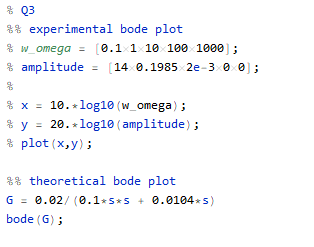 % Q3
%% experimental bode plot
% w_omega = [0.1 1 10 100 1000];
% amplitude = [14 0.1985 2e-3 0 0];
%
% x = 10.*log10(w_omega);
% y = 20.*log10(amplitude);
% plot(x,y);
%% theoretical bode plot
G = 0.02/(0.1*s*s + 0.0104*s)
bode(G);